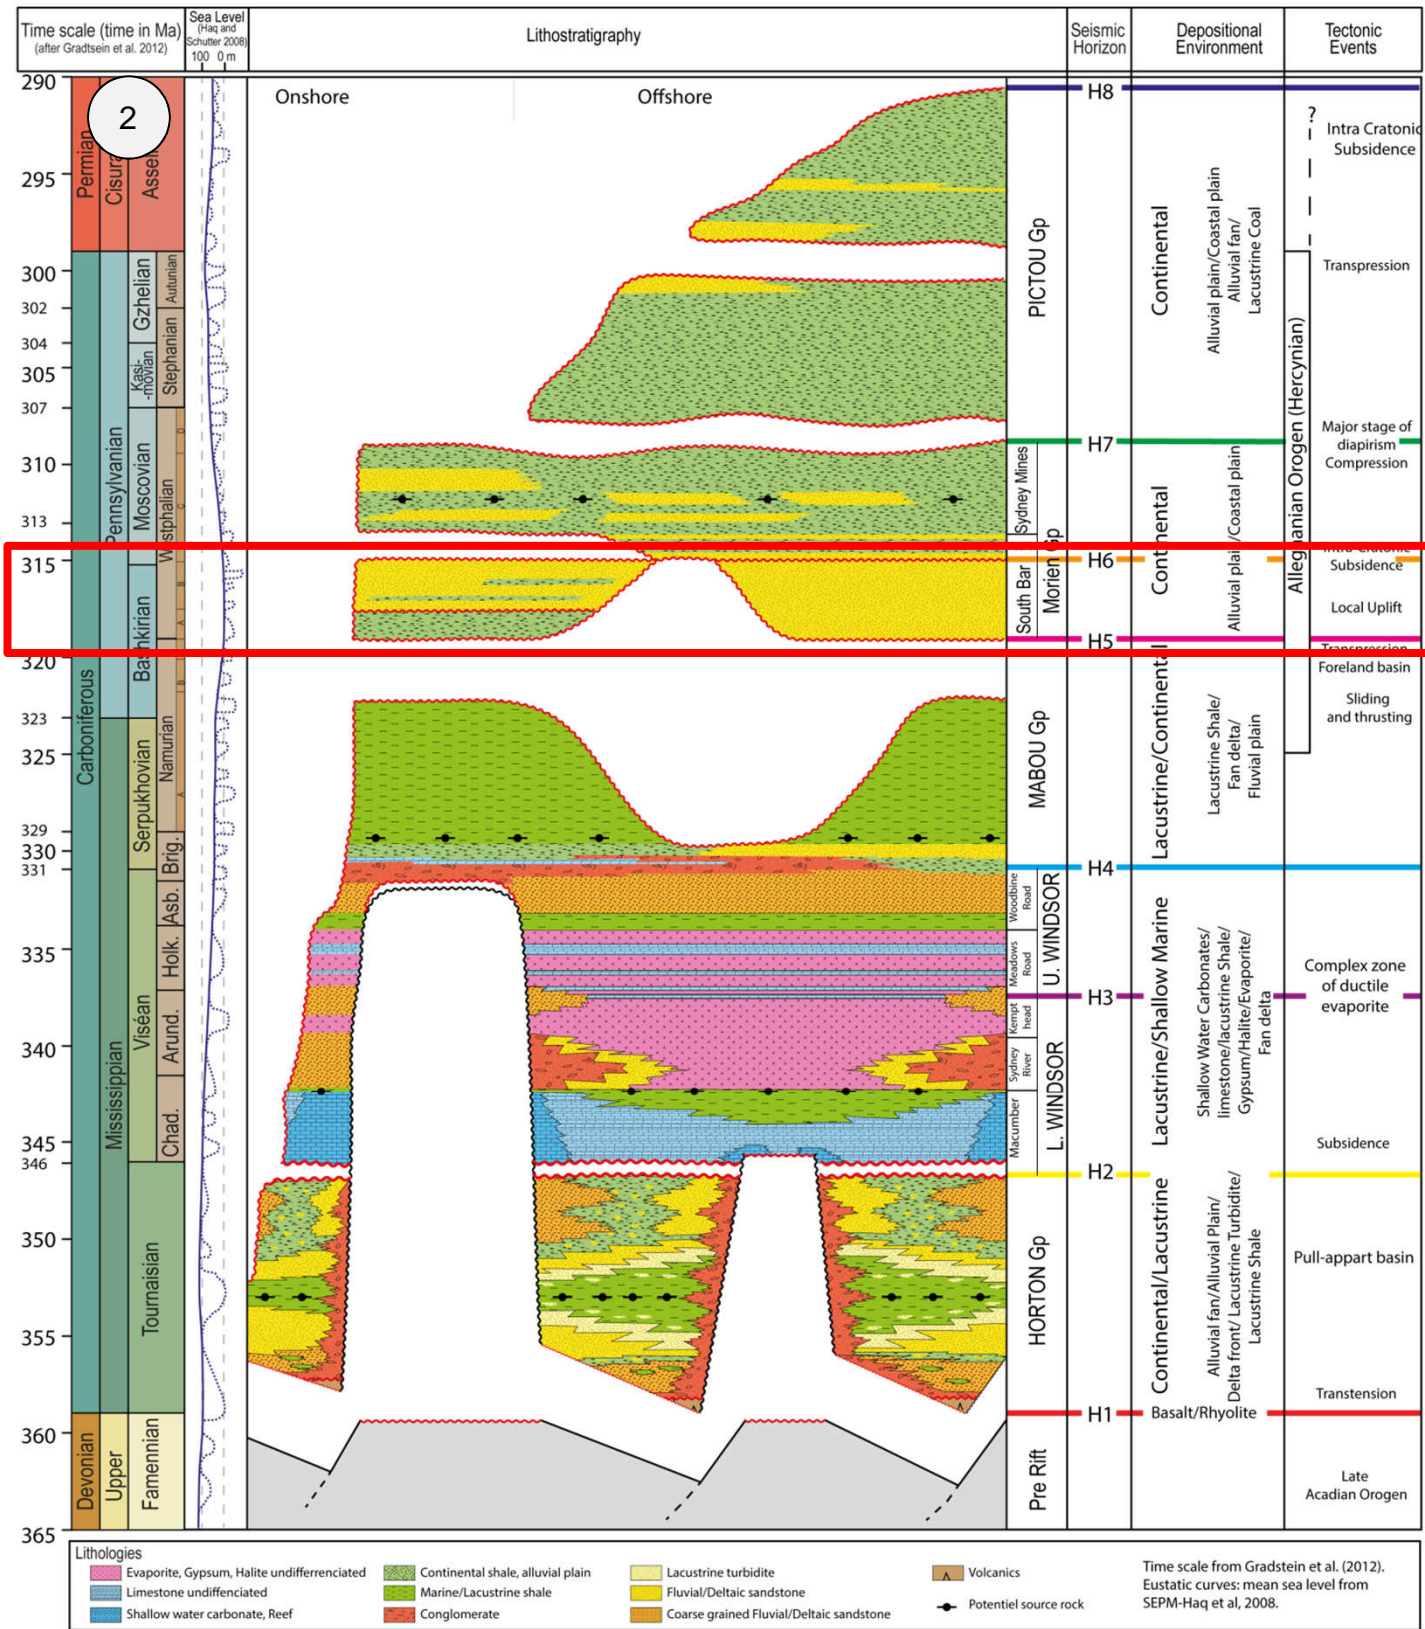 Time scale (time in Ma)
(after Gradtsein et al. 2012)
Sea Level
(Haq and
Schutter 2008)
100 0 m
Lithostratigraphy
Seismic
Horizon
Depositional
Environment
Tectonic
Events
2
290
295
300
302
304
305
307
310
313
315
320
323
325
329
330
331
335
340
345
346
350
355
360
365
Permian
Carboniferous
Devonian
Pennsylvanian
Mississippian
Upper
Gzhelian
Kasi-
-movian
Moscovian
Bashkirian
Serpukhovian
Viséan
Tournaisian
Famennian
Autunian
Stephanian
Westphalian
Namurian
Brig.
Asb.
Holk.
Arund.
Chad.
D
C
B
A
B
A
Onshore
Offshore
PICTOU Gp
Sydney Mines
South Bar
Morien Gp
MABOU Gp
Woodbine
Road
Meadows
Road
U. WINDSOR
Kempt
head
Sydney
River
Macumber
L. WINDSOR
HORTON Gp
Pre Rift
H8
H7
H6
H5
H4
H3
H2
H1
Continental
Alluvial plain/Coastal plain
Alluvial fan/
Lacustrine Coal
Continental
Alluvial plain/Coastal plain
Lacustrine/Continental
Lacustrine Shale/
Fan delta/
Fluvial plain
Lacustrine/Shallow Marine
Shallow Water Carbonates/
limestone/lacustrine Shale/
Gypsum/Halite/Evaporite/
Fan delta
Continental/Lacustrine
Alluvial fan/Alluvial Plain/
Delta front/ Lacustrine Turbidite/
Lacustrine Shale
Basalt/Rhyolite
Alleghanian Orogen (Hercynian)
?
Intra Cratonic
Subsidence
Transpression
Major stage of
diapirism
Compression
Intra Cratonic
Subsidence
Local Uplift
Transpression
Foreland basin
Sliding
and thrusting
Complex zone
of ductile
evaporite
Subsidence
Pull-appart basin
Transtension
Late
Acadian Orogen
Lithologies
Evaporite, Gypsum, Halite undifferrenciated
Limestone undiffenciated
Shallow water carbonate, Reef
Continental shale, alluvial plain
Marine/Lacustrine shale
Conglomerate
Lacustrine turbidite
Fluvial/Deltaic sandstone
Coarse grained Fluvial/Deltaic sandstone
Volcanics
Potentiel source rock
Time scale from Gradstein et al. (2012).
Eustatic curves: mean sea level from
SEPM-Haq et al, 2008.